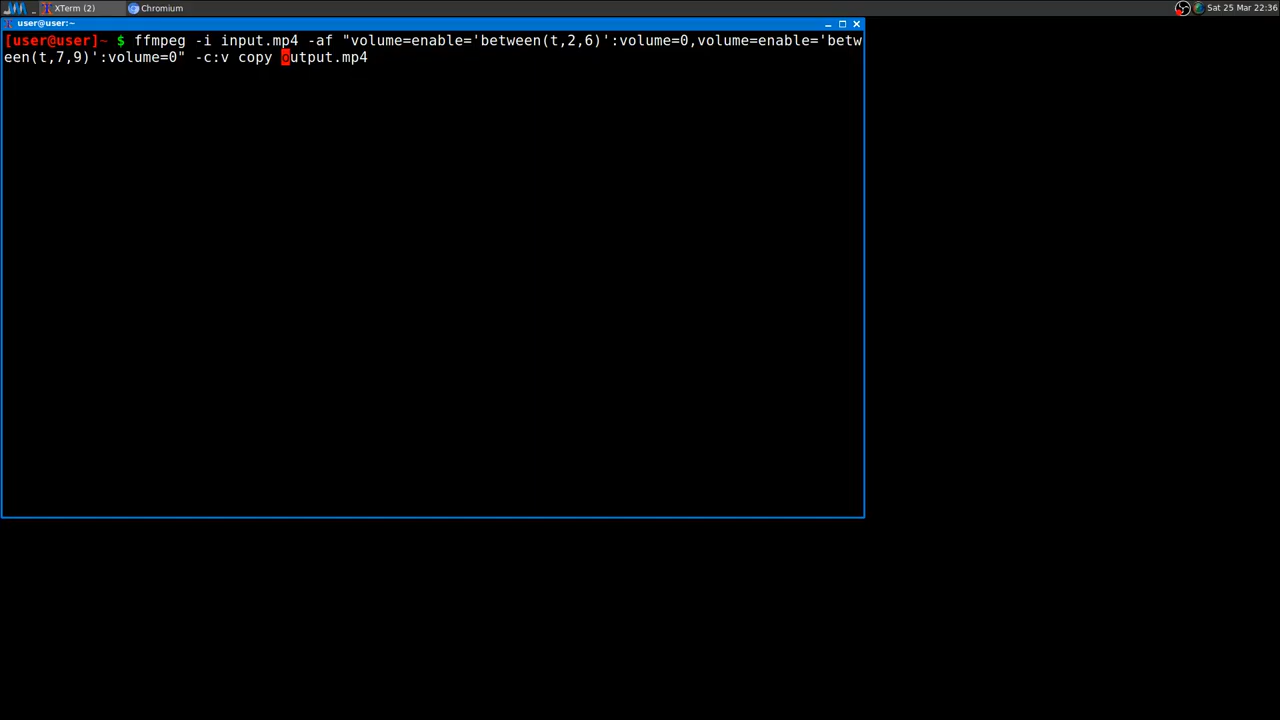 _ XTerm (2) Chromium Sat 25 Mar 22:36
user@user:~
[user@user]~ $ ffmpeg -i input.mp4 -af "volume=enable='between(t,2,6)':volume=0,volume=enable='betw
een(t,7,9)':volume=0" -c:v copy output.mp4